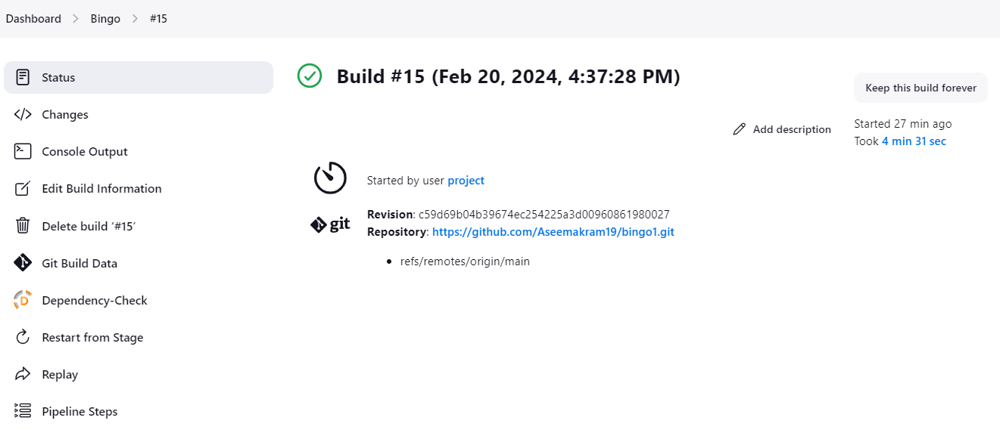 Dashboard
Bingo
#15
Status
Changes
Console Output
Edit Build Information
Delete build ‘#15’
Git Build Data
Dependency-Check
Restart from Stage
Replay
Pipeline Steps
Build #15 (Feb 20, 2024, 4:37:28 PM)
Keep this build forever
Add description
Started 27 min ago
Took 4 min 31 sec
Started by user project
git
Revision: c59d69b04b39674ec254225a3d00960861980027
Repository: https://github.com/Aseemakram19/bingo1.git
refs/remotes/origin/main